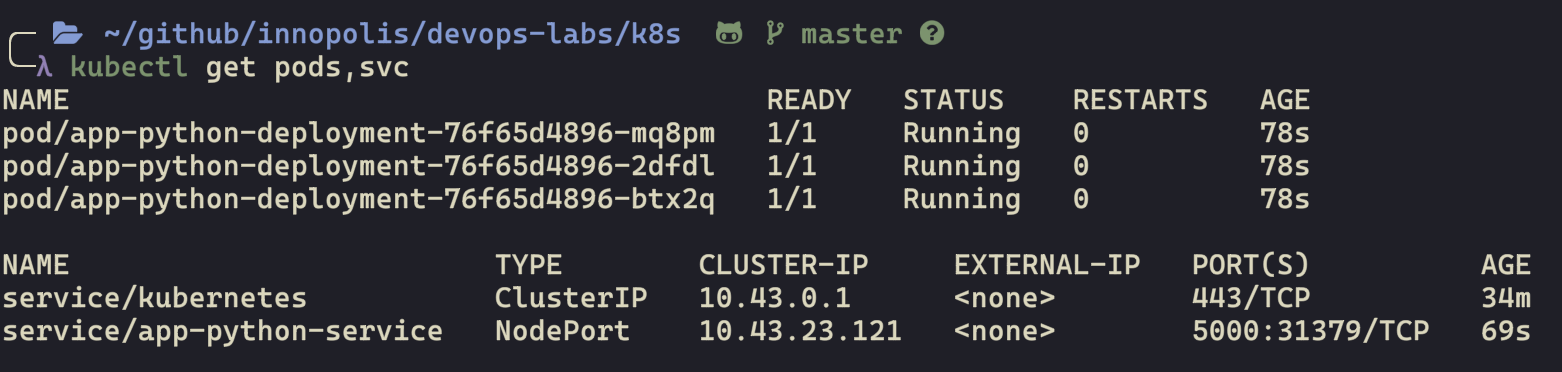 ~/github/innopolis/devops-labs/k8s master ?
λ kubectl get pods,svc
NAME READY STATUS RESTARTS AGE
pod/app-python-deployment-76f65d4896-mq8pm 1/1 Running 0 78s
pod/app-python-deployment-76f65d4896-2dfdl 1/1 Running 0 78s
pod/app-python-deployment-76f65d4896-btx2q 1/1 Running 0 78s
NAME TYPE CLUSTER-IP EXTERNAL-IP PORT(S) AGE
service/kubernetes ClusterIP 10.43.0.1 <none> 443/TCP 34m
service/app-python-service NodePort 10.43.23.121 <none> 5000:31379/TCP 69s